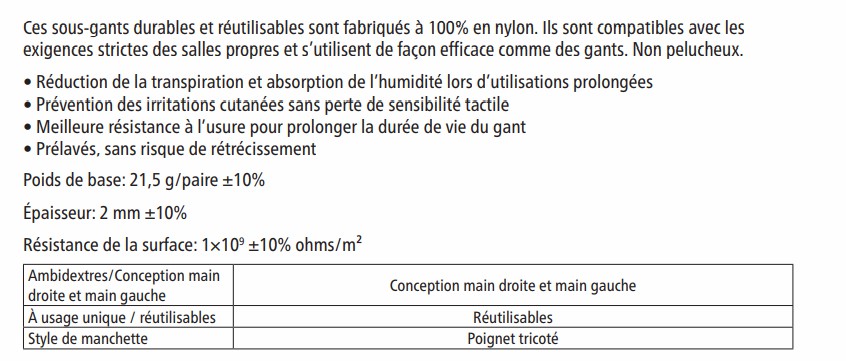 Ces sous-gants durables et réutilisables sont fabriqués à 100% en nylon. Ils sont compatibles avec les
exigences strictes des salles propres et s’utilisent de façon efficace comme des gants. Non pelucheux.
• Réduction de la transpiration et absorption de l’humidité lors d’utilisations prolongées
• Prévention des irritations cutanées sans perte de sensibilité tactile
• Meilleure résistance à l’usure pour prolonger la durée de vie du gant
• Prélavés, sans risque de rétrécissement
Poids de base: 21,5 g/paire ±10%
Épaisseur: 2 mm ±10%
Résistance de la surface: 1×10⁹ ±10% ohms/m²
Ambidextres/Conception main
droite et main gauche
Conception main droite et main gauche
À usage unique / réutilisables
Réutilisables
Style de manchette
Poignet tricoté